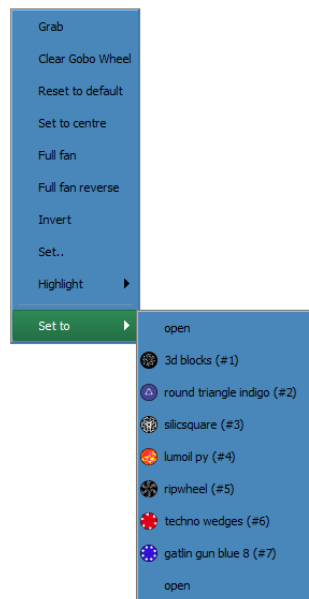 Grab
Clear Gobo Wheel
Reset to default
Set to centre
Full fan
Full fan reverse
Invert
Set..
Highlight
Set to
open
3d blocks (#1)
round triangle indigo (#2)
silicsquare (#3)
lumoil py (#4)
ripwheel (#5)
techno wedges (#6)
gatlin gun blue 8 (#7)
open